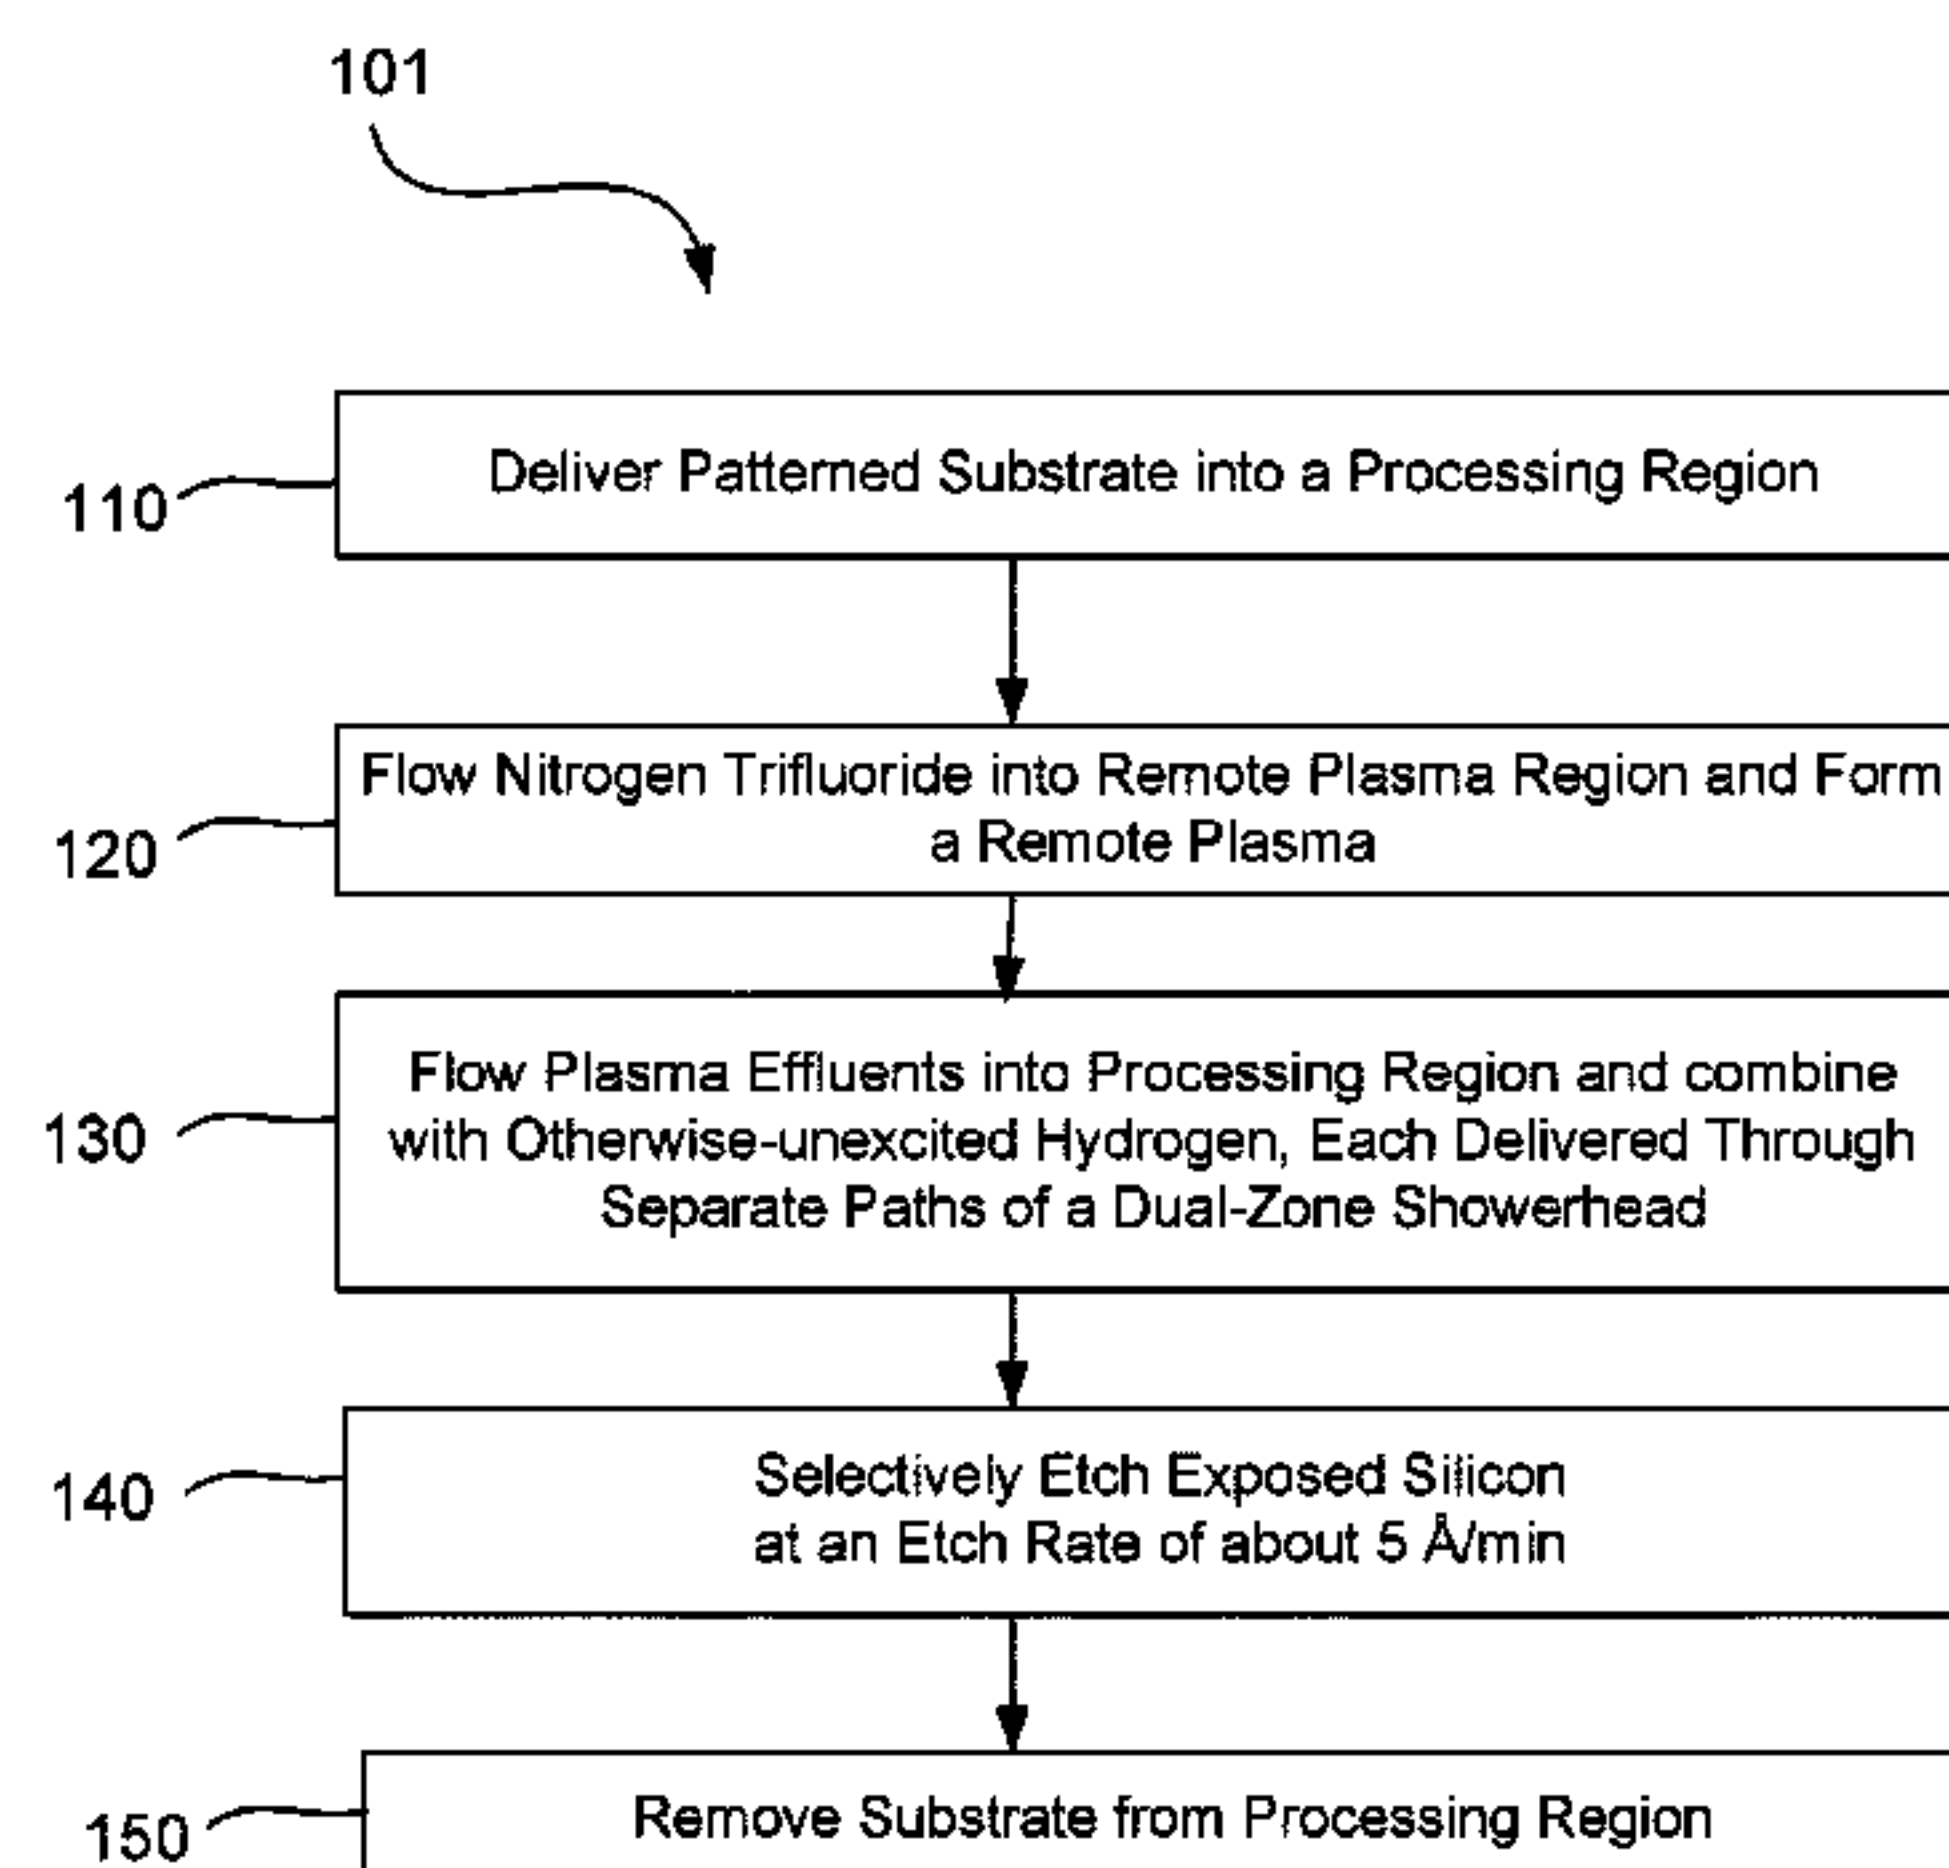 101
110
Deliver Patterned Substrate into a Processing Region
120
Flow Nitrogen Trifluoride into Remote Plasma Region and Form
a Remote Plasma
130
Flow Plasma Effluents into Processing Region and combine
with Otherwise-unexcited Hydrogen, Each Delivered Through
Separate Paths of a Dual-Zone Showerhead
140
Selectively Etch Exposed Silicon
at an Etch Rate of about 5 Å/min
150
Remove Substrate from Processing Region